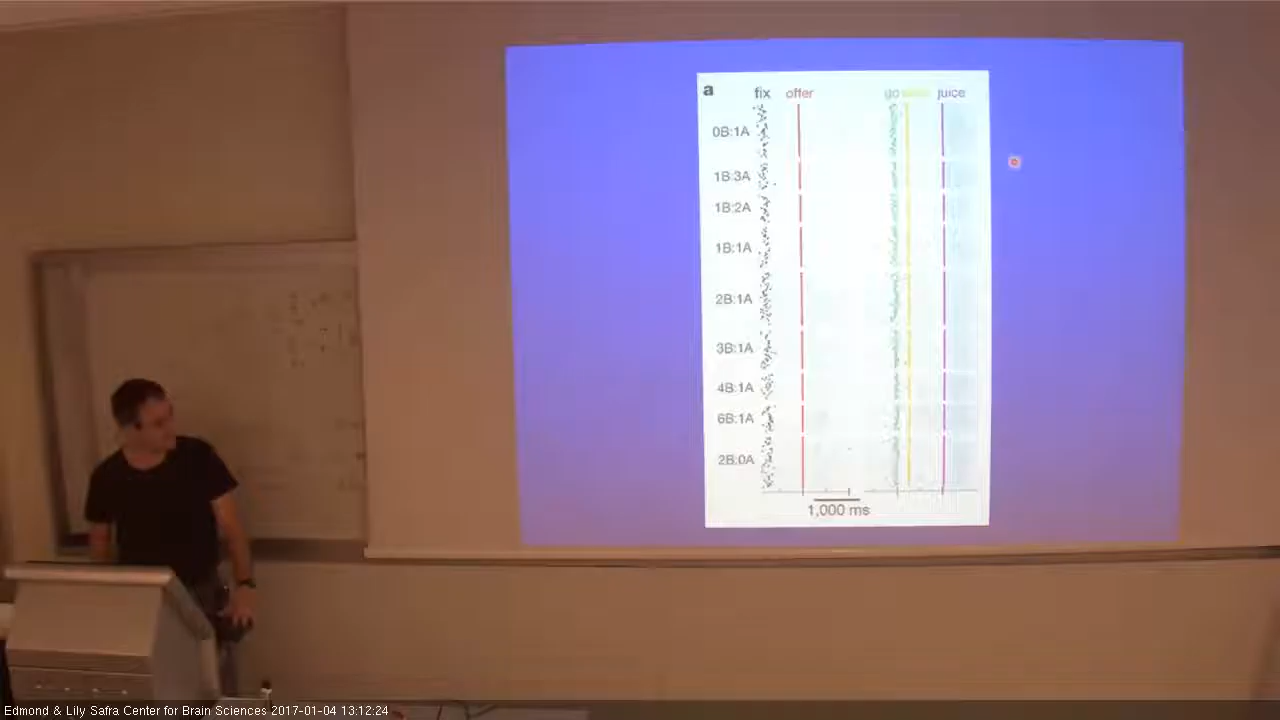 a fix offer go juice
0B:1A
1B:3A
1B:2A
1B:1A
2B:1A
3B:1A
4B:1A
6B:1A
2B:0A
1,000 ms
Edmond & Lily Safra Center for Brain Sciences 2017-01-04 13:12:24